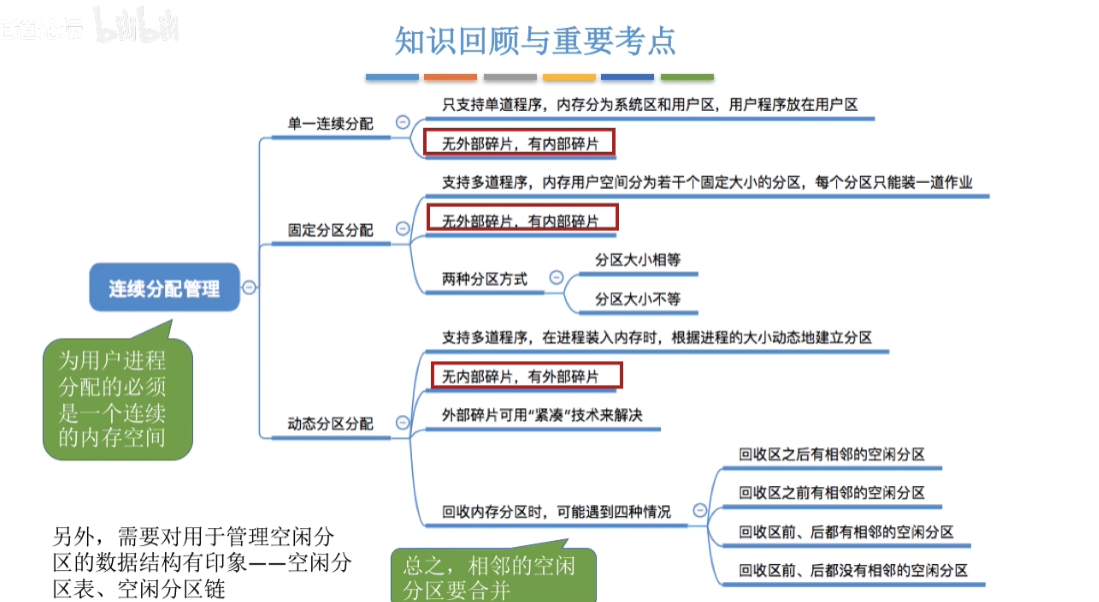 bilibili
知识回顾与重要考点
单一连续分配
只支持单道程序，内存分为系统区和用户区，用户程序放在用户区
无外部碎片，有内部碎片
固定分区分配
支持多道程序，内存用户空间分为若干个固定大小的分区，每个分区只能装一道作业
无外部碎片，有内部碎片
两种分区方式
分区大小相等
分区大小不等
连续分配管理
为用户进程
分配的必须
是一个连续
的内存空间
动态分区分配
支持多道程序，在进程装入内存时，根据进程的大小动态地建立分区
无内部碎片，有外部碎片
外部碎片可用“紧凑”技术来解决
回收内存分区时，可能遇到四种情况
回收区之后有相邻的空闲分区
回收区之前有相邻的空闲分区
回收区前、后都有相邻的空闲分区
回收区前、后都没有相邻的空闲分区
总之，相邻的空闲
分区要合并
另外，需要对用于管理空闲分
区的数据结构有印象——空闲分
区表、空闲分区链